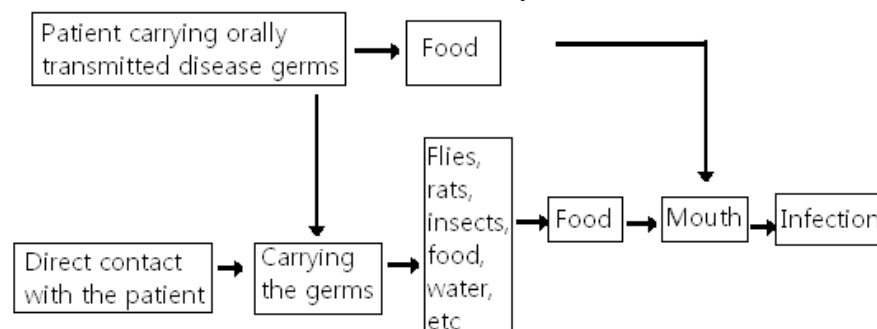 Patient carrying orally
transmitted disease germs
Food
Flies,
rats,
insects,
food,
water,
etc
Food
Mouth
Infection
Direct contact
with the patient
Carrying
the germs